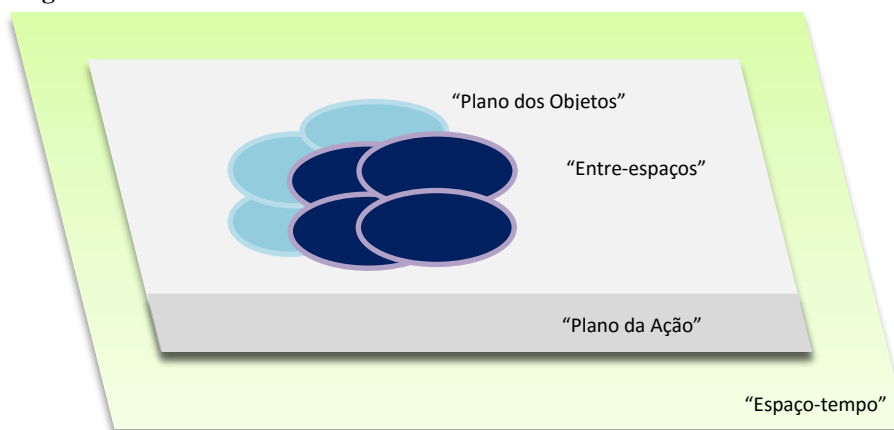 “Plano dos Objetos”
“Entre-espaços”
“Plano da Ação”
“Espaço-tempo”